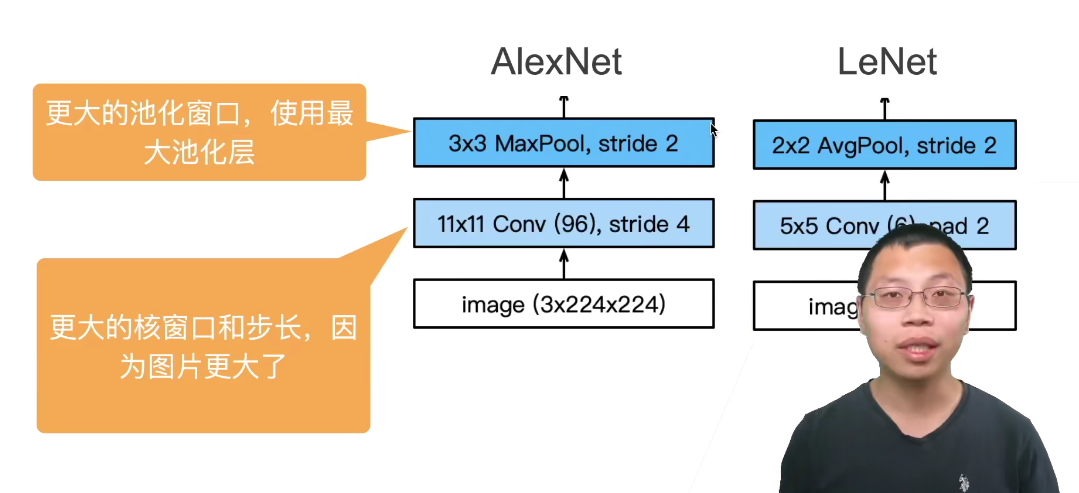 AlexNet
LeNet
更大的池化窗口，使用最
大池化层
3x3 MaxPool, stride 2
2x2 AvgPool, stride 2
11x11 Conv (96), stride 4
5x5 Conv (6), pad 2
更大的核窗口和步长，因
为图片更大了
image (3x224x224)